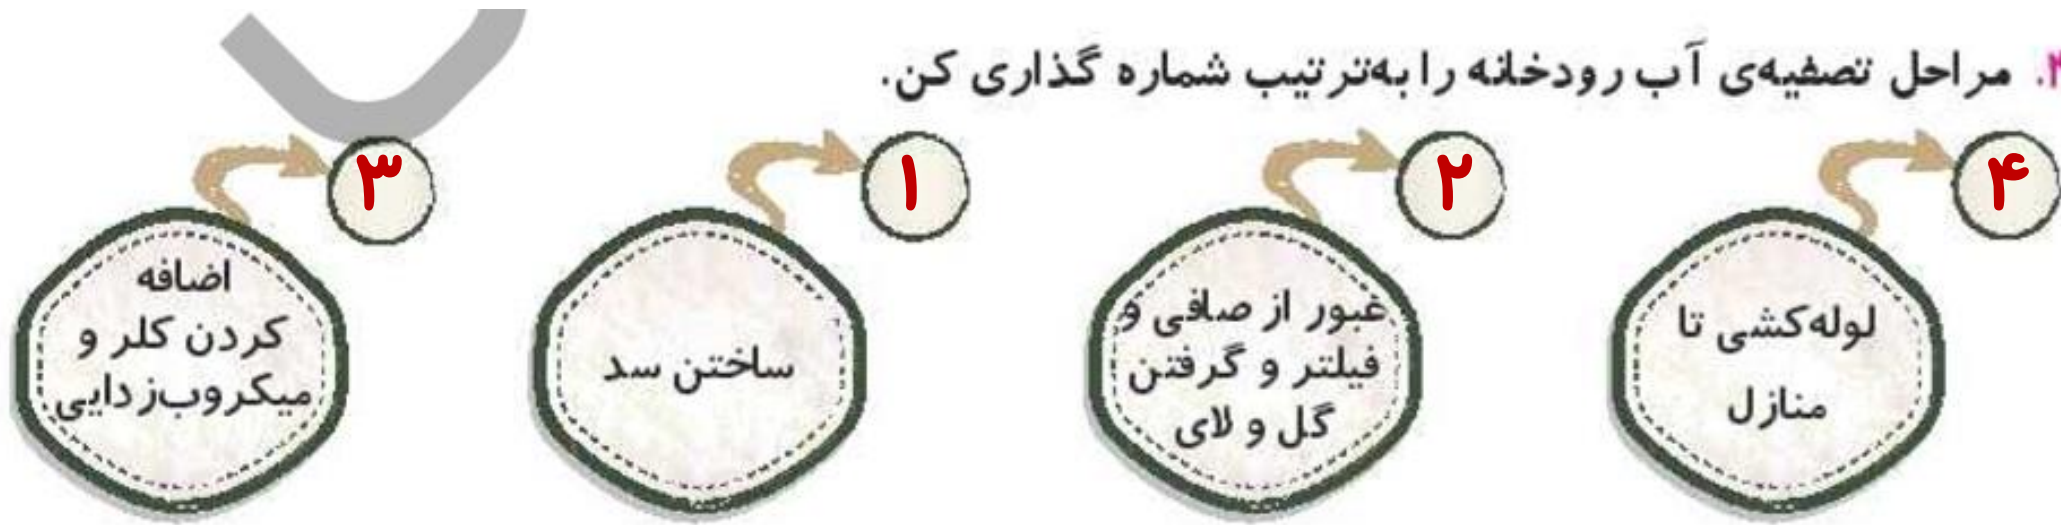 ۴. مراحل تصفیه‌ی آب رودخانه را به‌ترتیب شماره گذاری کن.
۴
لوله‌کشی تا
منازل
۲
غبور از صافی و
فیلتر و گرفتن
گل و لای
۱
ساختن سد
۳
اضافه
کردن کلر و
میکروب‌زدایی